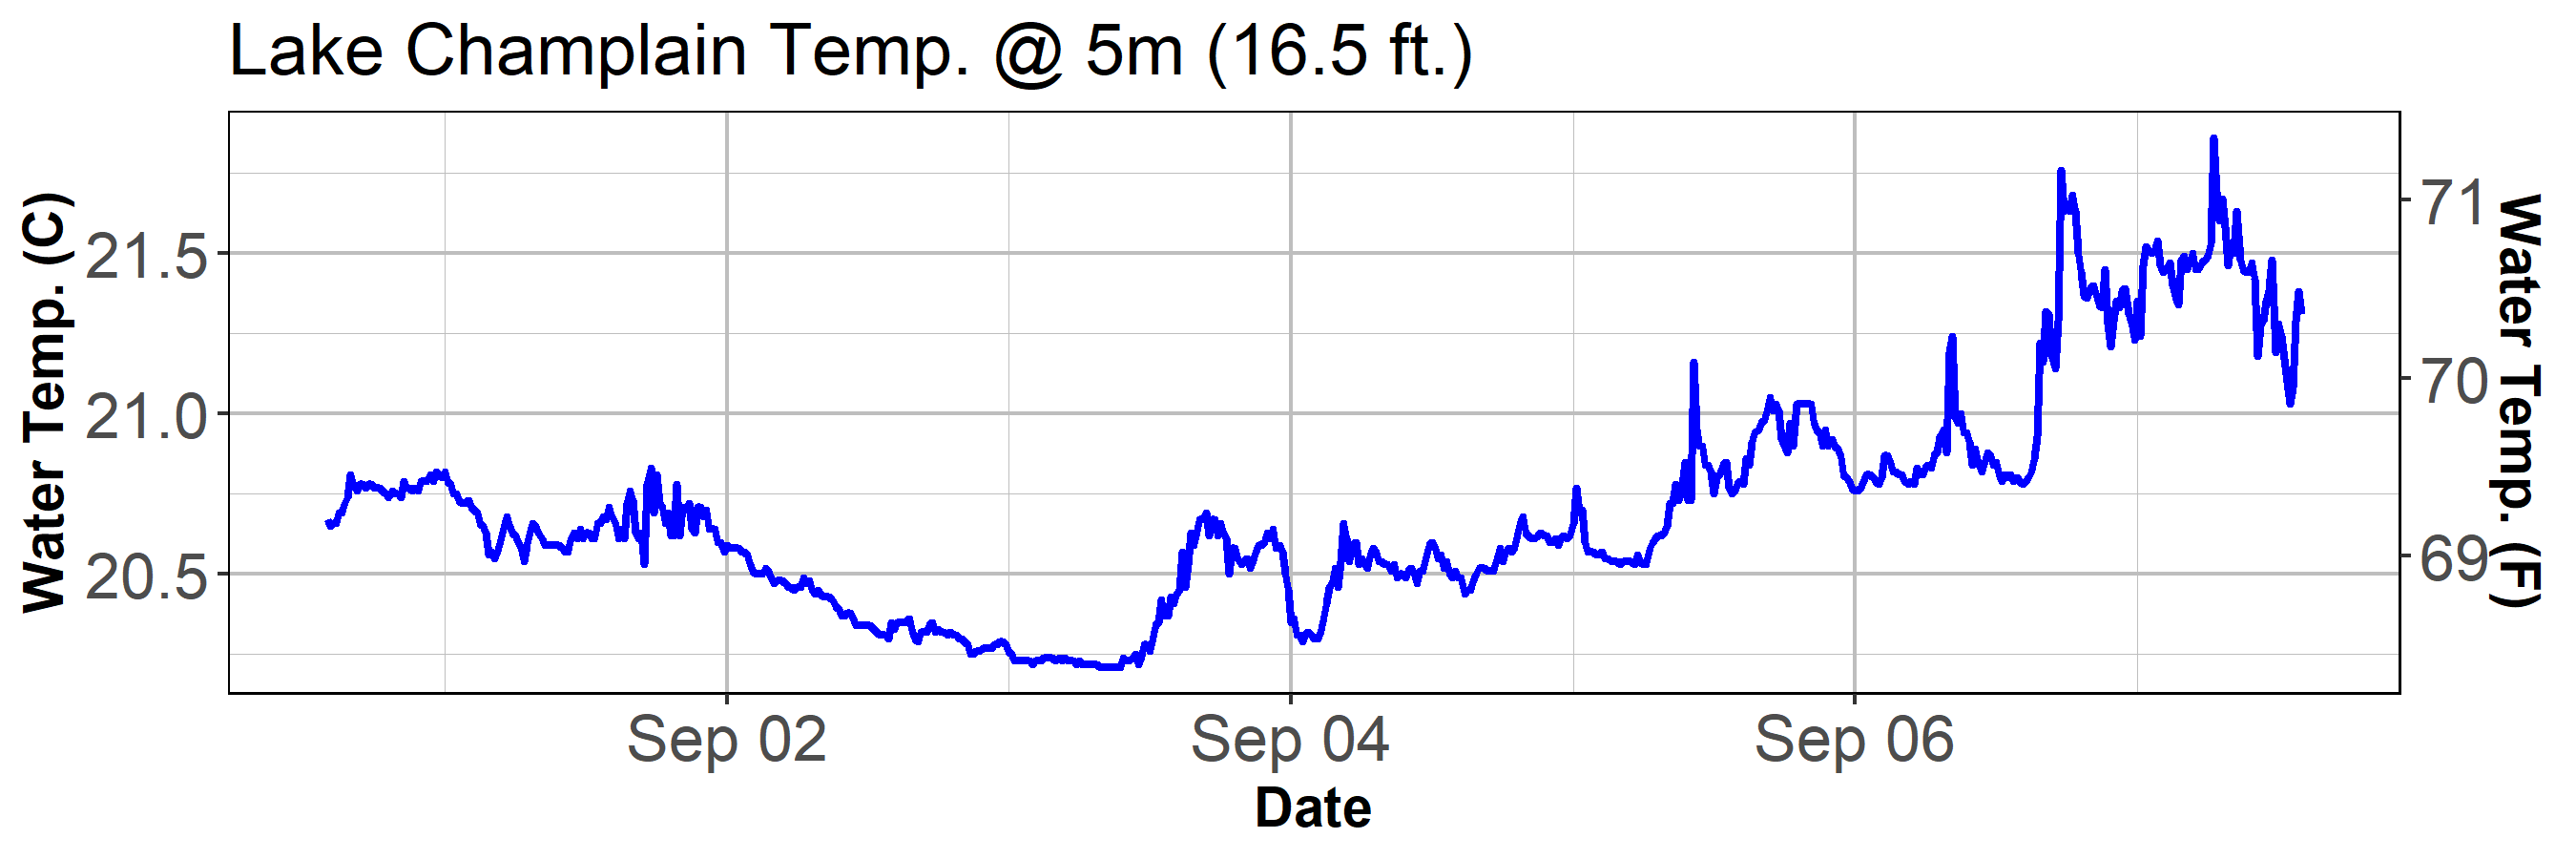 Lake Champlain Temp. @ 5m (16.5 ft.)
Water Temp. (C)
21.5
21.0
20.5
71
70
69
Water Temp. (F)
Sep 02
Sep 04
Sep 06
Date